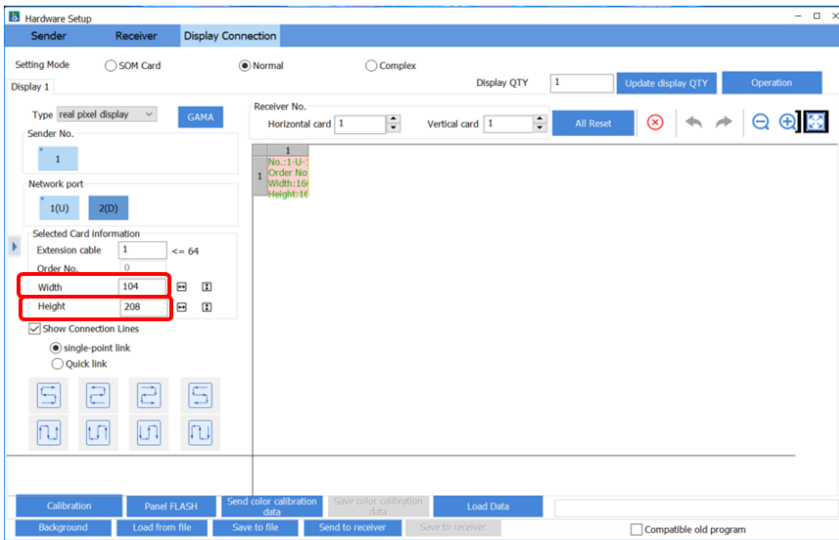 Hardware Setup
Sender Receiver Display Connection
Setting Mode SOM Card Normal Complex
Display QTY 1 Update display QTY Operation
Display 1
Type real pixel display GAMA
Receiver No.
Horizontal card 1 Vertical card 1 All Reset
Sender No.
1
Network port
1(U) 2(D)
Selected Card information
Extension cable 1 <= 64
Order No. 0
Width 104
Height 208
Show Connection Lines
single-point link
Quick link
1
1
No.:1-U-
Order No
Width:
Height:
Calibration Panel FLASH Send color calibration data Save color calibration data Load Data
Background Load from file Save to file Send to receiver Save to receiver Compatible old program